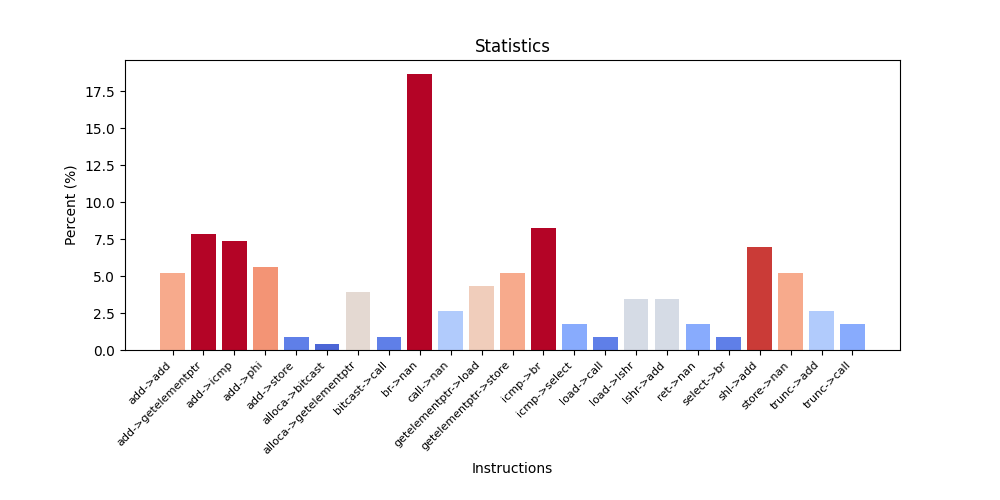 Statistics
Percent (%)
17.5
15.0
12.5
10.0
7.5
5.0
2.5
0.0
add->add
add->getelementptr
add->icmp
add->phi
add->store
alloca->bitcast
alloca->getelementptr
bitcast->call
br->nan
call->nan
getelementptr->load
getelementptr->store
icmp->br
icmp->select
load->call
load->lshr
lshr->add
ret->nan
select->br
shl->add
store->nan
trunc->add
trunc->call
Instructions